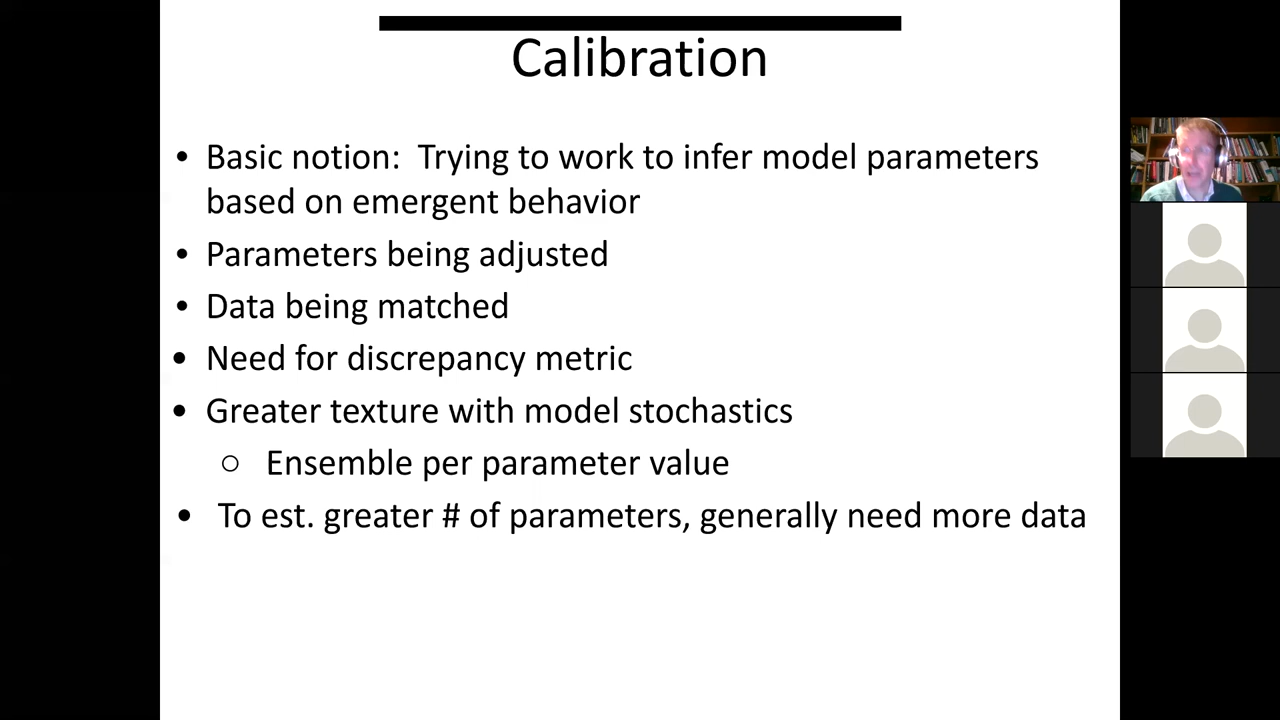 Calibration
• Basic notion:  Trying to work to infer model parameters
based on emergent behavior
• Parameters being adjusted
• Data being matched
• Need for discrepancy metric
• Greater texture with model stochastics
○ Ensemble per parameter value
• To est. greater # of parameters, generally need more data